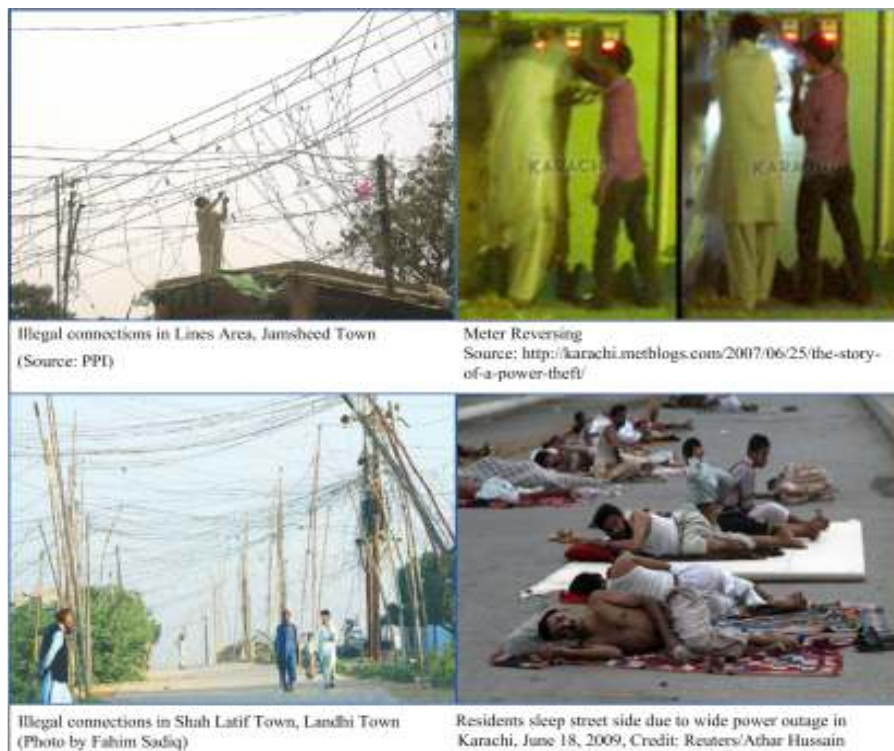 KARACHI
KARACHI
Illegal connections in Lines Area, Jamsheed Town
(Source: PPI)
Meter Reversing
Source: http://karachi.metblogs.com/2007/06/25/the-story-
of-a-power-theft/
Illegal connections in Shah Latif Town, Landhi Town
(Photo by Fahim Sadiq)
Residents sleep street side due to wide power outage in
Karachi, June 18, 2009, Credit: Reuters/Athar Hussain